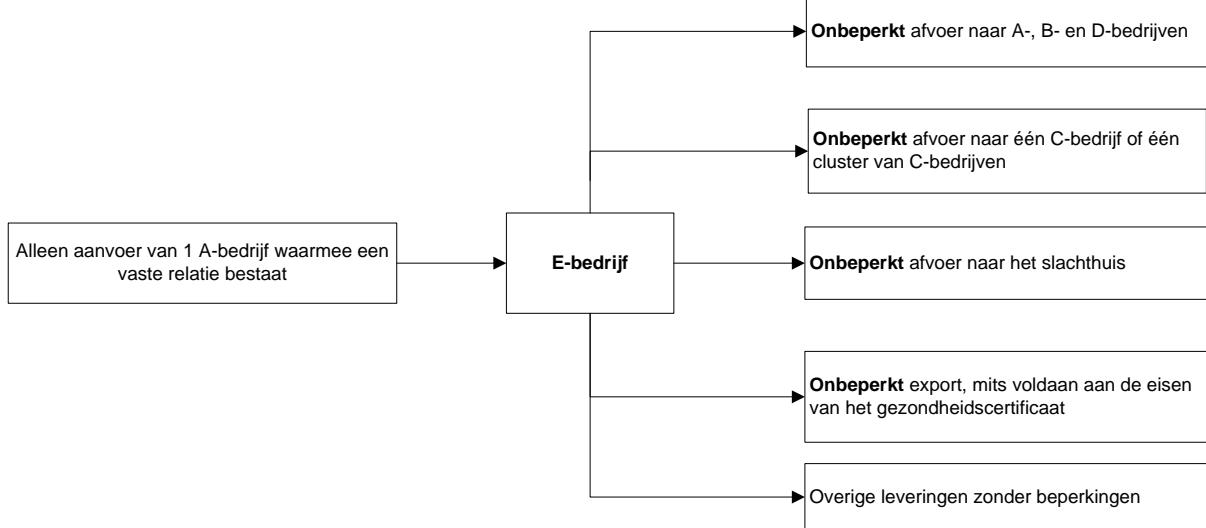 Onbeperkt afvoer naar A-, B- en D-bedrijven
Onbeperkt afvoer naar één C-bedrijf of één
cluster van C-bedrijven
Alleen aanvoer van 1 A-bedrijf waarmee een
vaste relatie bestaat
E-bedrijf
Onbeperkt afvoer naar het slachthuis
Onbeperkt export, mits voldaan aan de eisen
van het gezondheidscertificaat
Overige leveringen zonder beperkingen